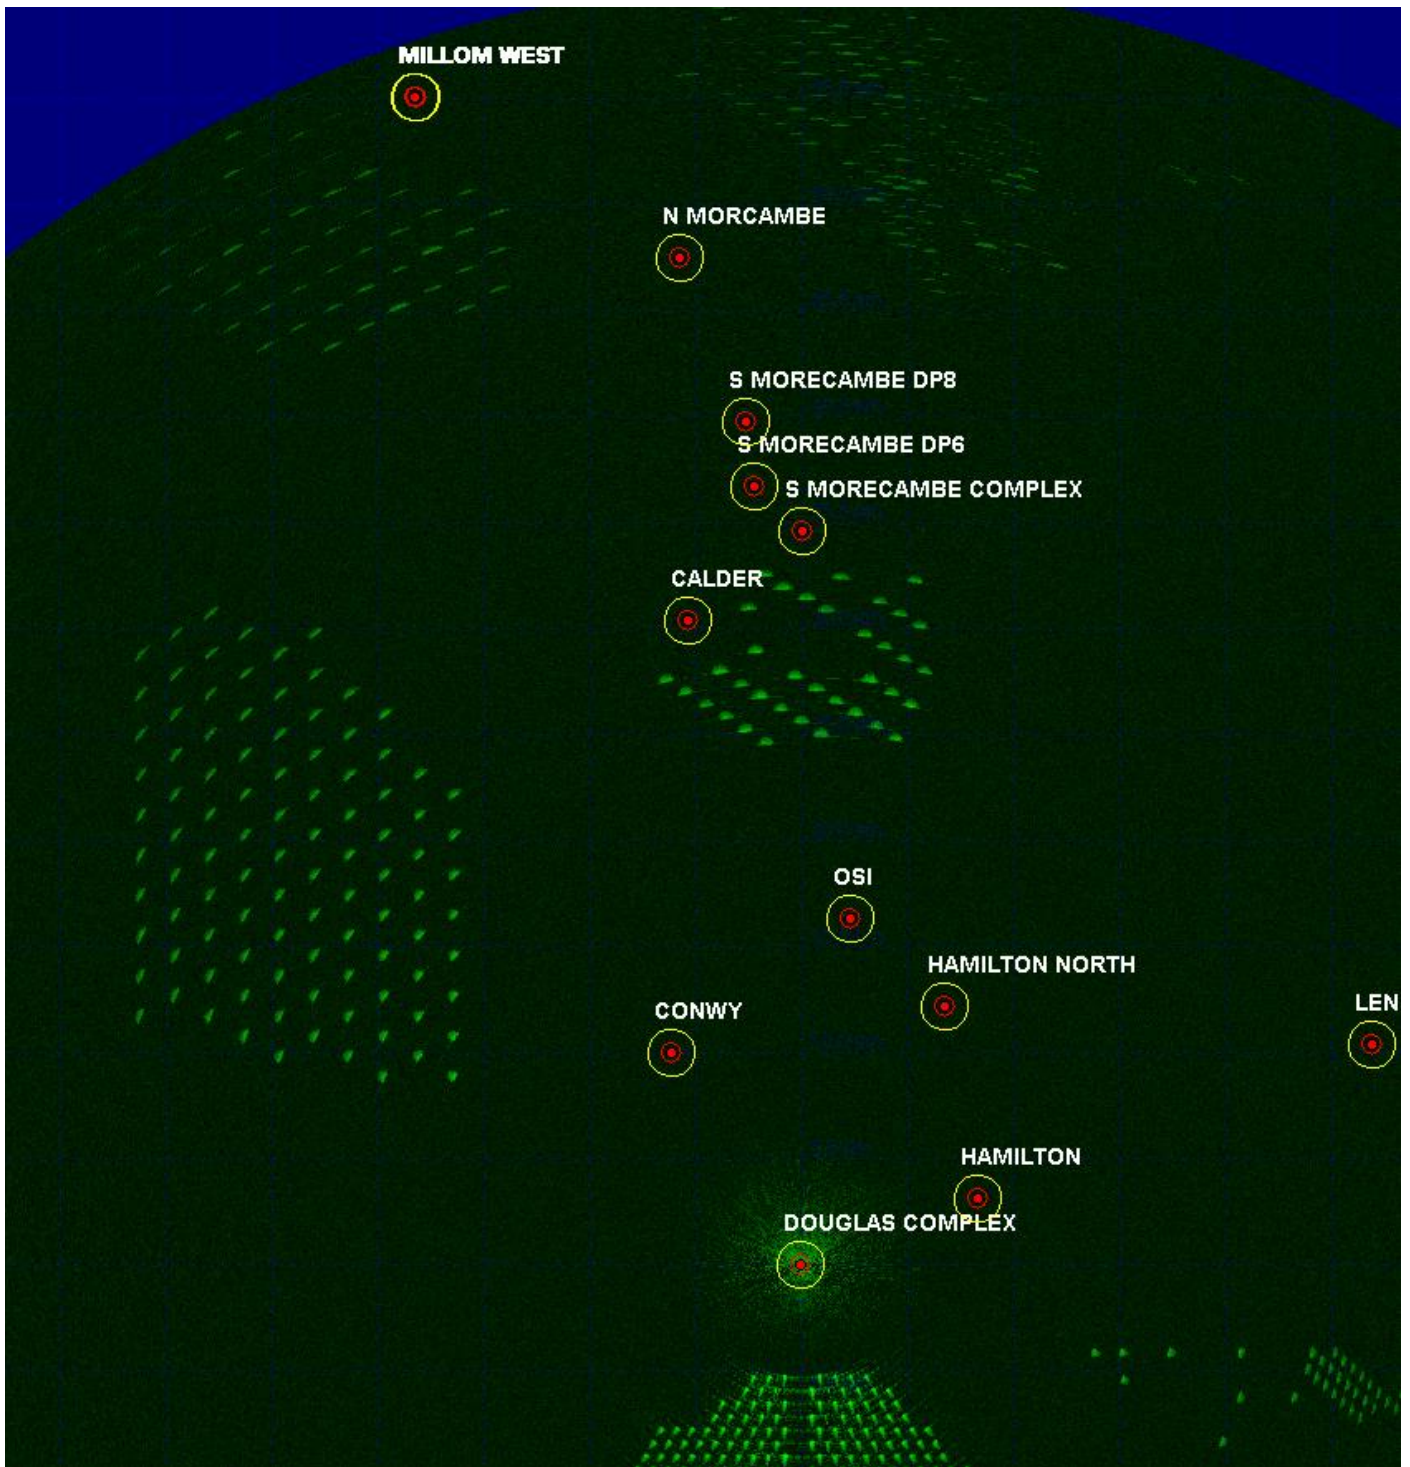 MILLOM WEST
N MORCAMBE
S MORECAMBE DP8
S MORECAMBE DP6
S MORECAMBE COMPLEX
CALDER
OSI
HAMILTON NORTH
LEN
CONWY
HAMILTON
DOUGLAS COMPLEX